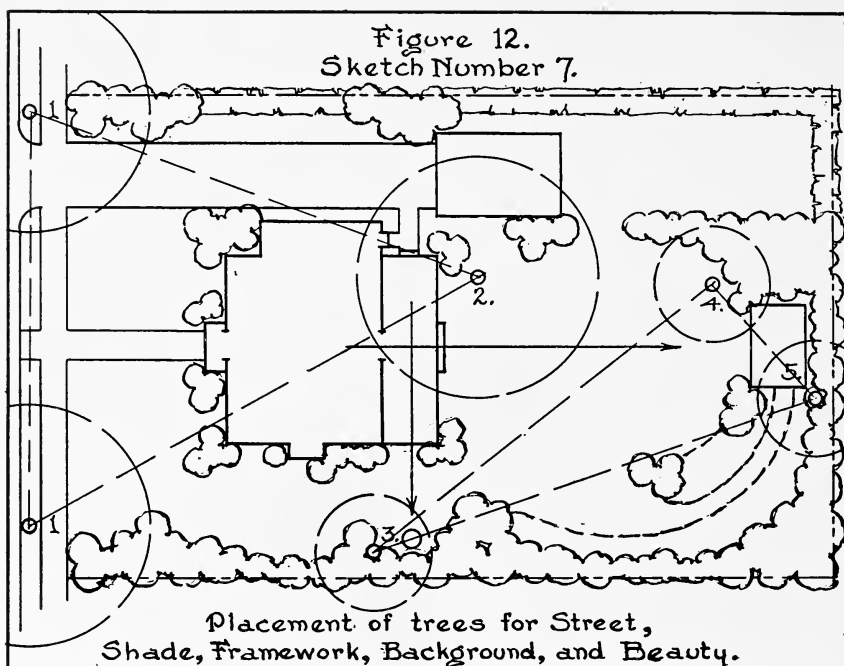 Figure 12.
Sketch Number 7.
1
2.
4.
5.
1
3.
Placement of trees for Street,
Shade, Framework, Background, and Beauty.